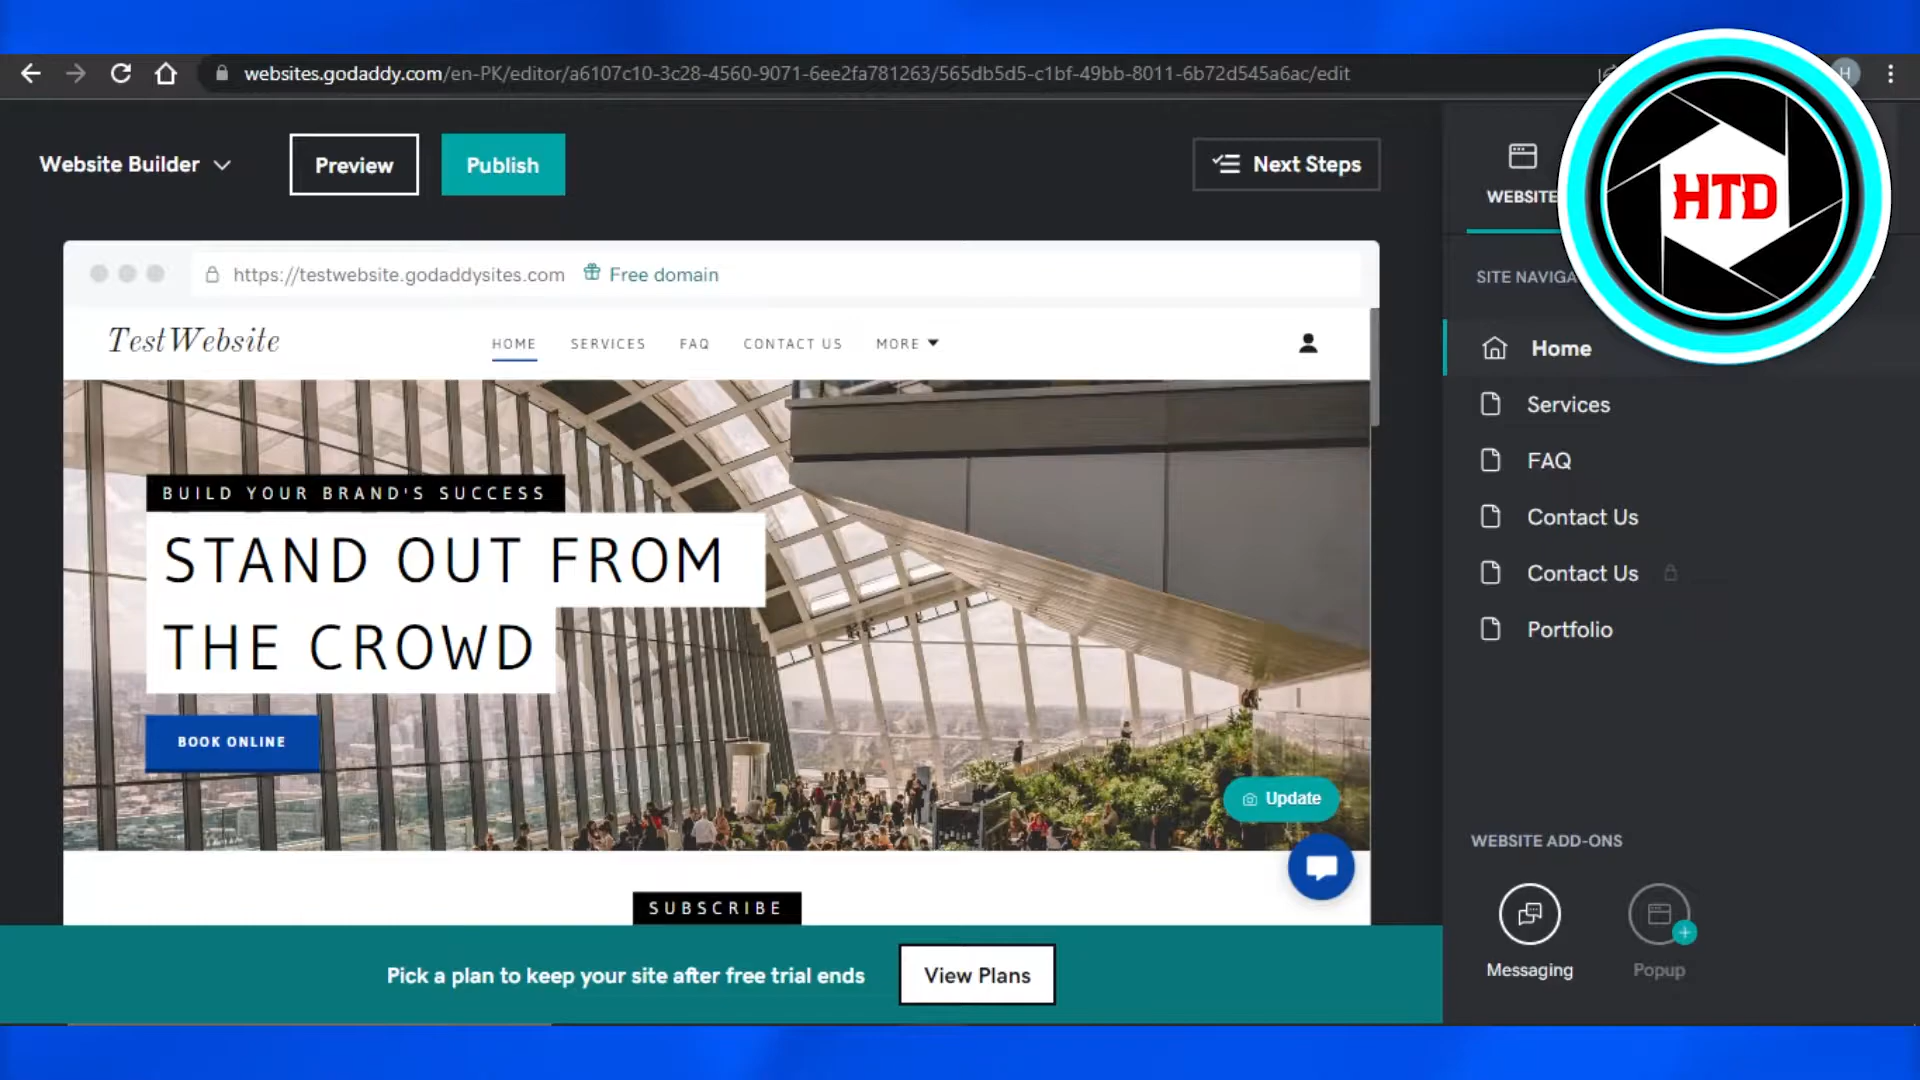 websites.godaddy.com/en-PK/editor/a6107c10-3c28-4560-9071-6ee2fa781263/565db5d5-c1bf-49bb-8011-6b72d545a6ac/edit
H
Website Builder
Preview
Publish
Next Steps
WEBSITE
HTD
https://testwebsite.godaddysites.com
Free domain
SITE NAVIGA
TestWebsite
HOME
SERVICES
FAQ
CONTACT US
MORE
Home
Services
FAQ
Contact Us
Contact Us
Portfolio
BUILD YOUR BRAND'S SUCCESS
STAND OUT FROM
THE CROWD
BOOK ONLINE
Update
SUBSCRIBE
WEBSITE ADD-ONS
Messaging
Popup
Pick a plan to keep your site after free trial ends
View Plans